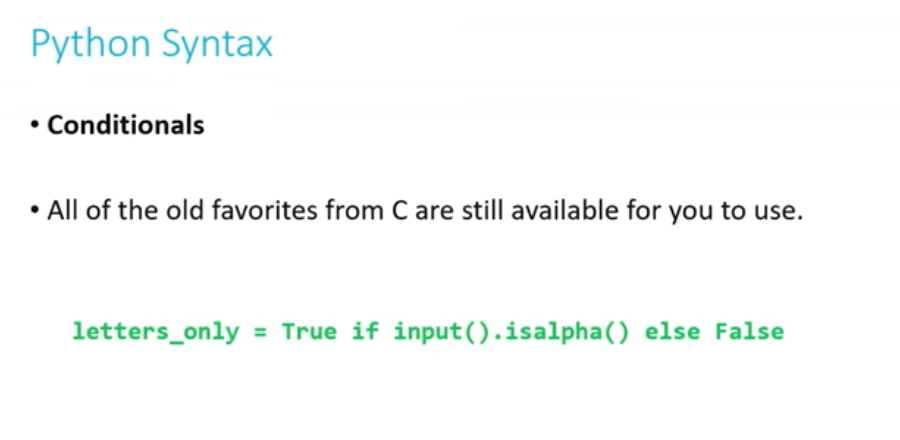 Python Syntax
• Conditionals
• All of the old favorites from C are still available for you to use.
letters_only = True if input().isalpha() else False